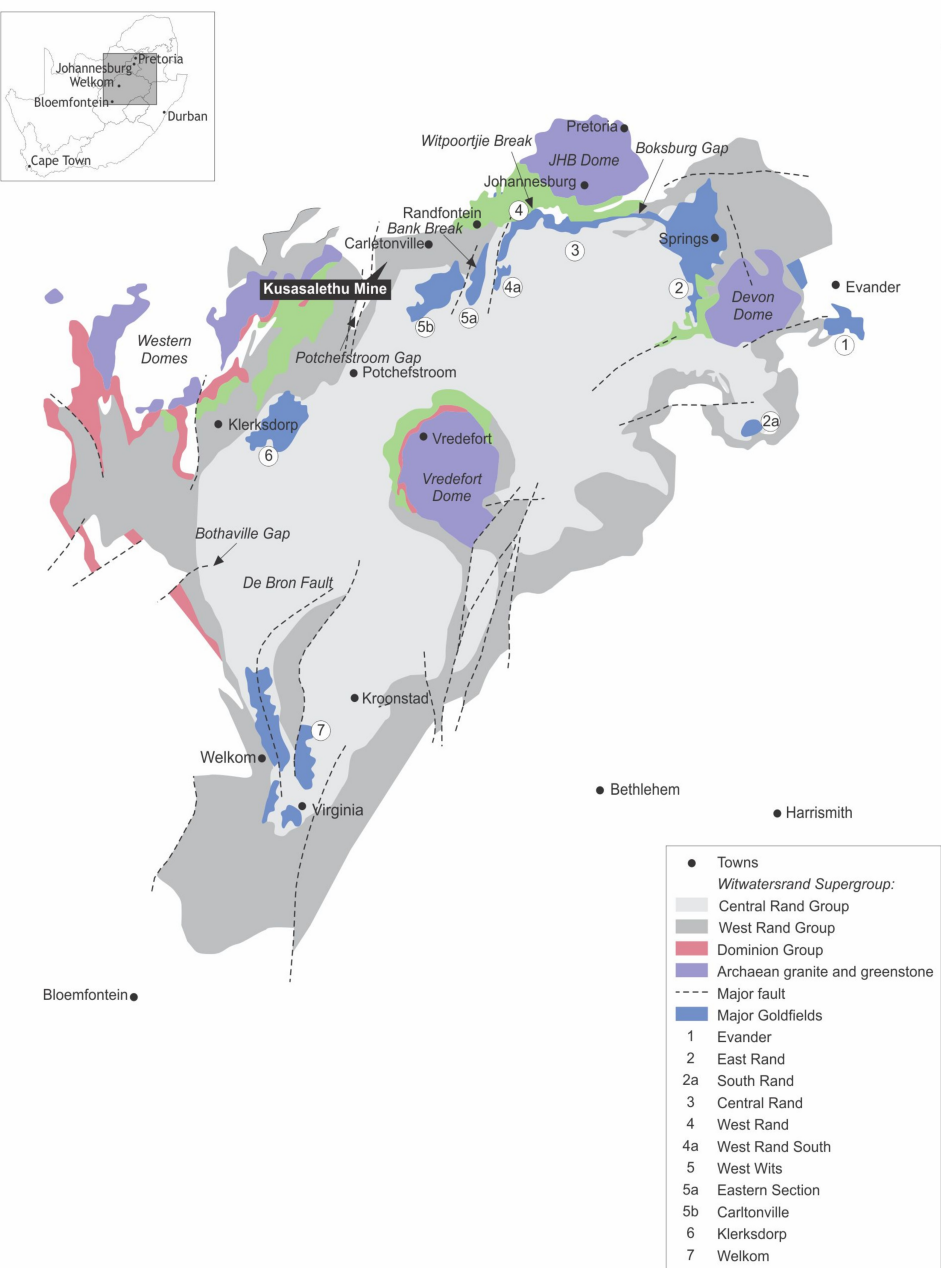 Pretoria
Johannesburg
Welkom
Bloemfontein
Durban
Cape Town
Witpoortjie Break
Pretoria
JHB Dome
Boksburg Gap
Johannesburg
Randfontein
4
Bank Break
Carletonville
3
Springs
Kusasalethu Mine
4a
2
Evander
5b
5a
Devon
Dome
Western
Domes
1
Potchefstroom Gap
Potchefstroom
Klerksdorp
6
Vredefort
2a
Vredefort
Dome
Bothaville Gap
De Bron Fault
Kroonstad
7
Welkom
Virginia
Bethlehem
Harrismith
Bloemfontein
Towns
Witwatersrand Supergroup:
Central Rand Group
West Rand Group
Dominion Group
Archaean granite and greenstone
Major fault
Major Goldfields
1 Evander
2 East Rand
2a South Rand
3 Central Rand
4 West Rand
4a West Rand South
5 West Wits
5a Eastern Section
5b Carltonville
6 Klerksdorp
7 Welkom